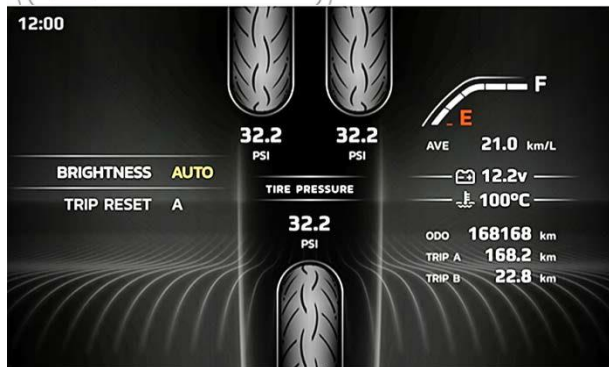 12:00
32.2
PSI
32.2
PSI
BRIGHTNESS AUTO
TRIP RESET A
TIRE PRESSURE
32.2
PSI
F
E
AVE 21.0 km/L
12.2v
100°C
ODO 168168 km
TRIP A 168.2 km
TRIP B 22.8 km